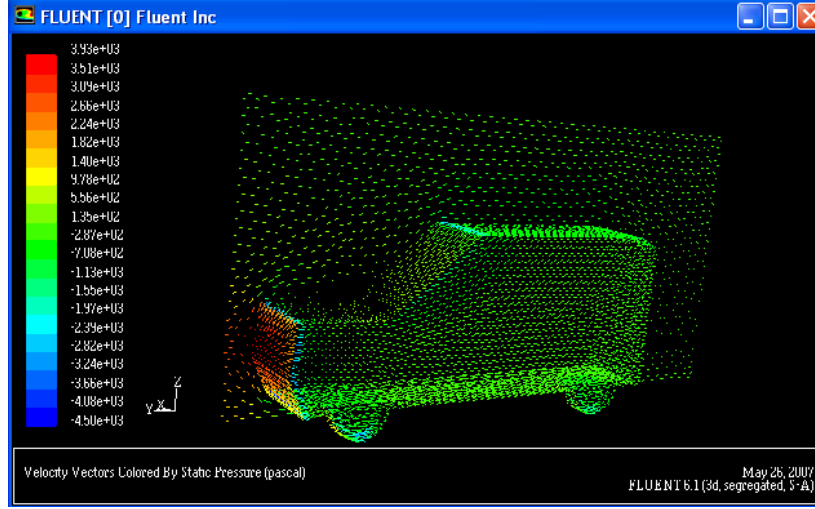 FLUENT [0] Fluent Inc
3.93e+03
3.51e+03
3.09e+03
2.66e+03
2.24e+03
1.82e+03
1.40e+03
9.78e+02
5.56e+02
1.35e+02
-2.87e+02
-7.08e+02
-1.13e+03
-1.55e+03
-1.97e+03
-2.39e+03
-2.82e+03
-3.24e+03
-3.66e+03
-4.08e+03
-4.50e+03
Z
Y X
Velocity Vectors Colored By Static Pressure (pascal)
May 26, 2007
FLUENT 6.1 (3d, segregated, S-A)